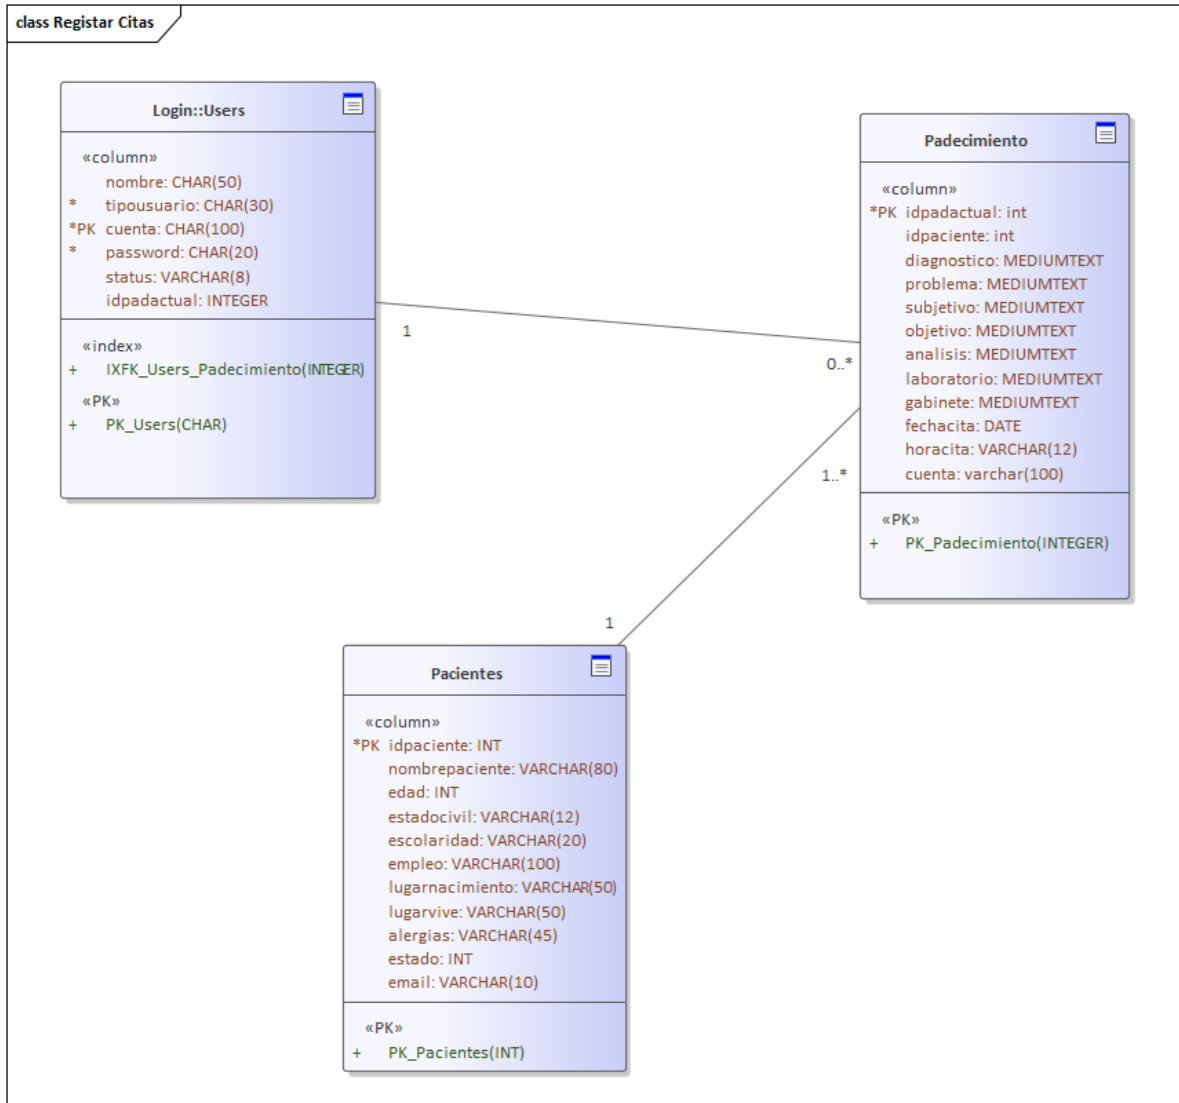 class Registar Citas
Login::Users
«column»
nombre: CHAR(50)
* tipousuario: CHAR(30)
*PK cuenta: CHAR(100)
* password: CHAR(20)
status: VARCHAR(8)
idpadactual: INTEGER
«index»
+ IXFK_Users_Padecimiento(INTEGER)
«PK»
+ PK_Users(CHAR)
1
0..*
Padecimiento
«column»
*PK idpadactual: int
idpaciente: int
diagnostico: MEDIUMTEXT
problema: MEDIUMTEXT
subjetivo: MEDIUMTEXT
objetivo: MEDIUMTEXT
analisis: MEDIUMTEXT
laboratorio: MEDIUMTEXT
gabinete: MEDIUMTEXT
fechacita: DATE
horacita: VARCHAR(12)
cuenta: varchar(100)
«PK»
+ PK_Padecimiento(INTEGER)
1..*
1
Pacientes
«column»
*PK idpaciente: INT
nombrepaciente: VARCHAR(80)
edad: INT
estadocivil: VARCHAR(12)
escolaridad: VARCHAR(20)
empleo: VARCHAR(100)
lugarnacimiento: VARCHAR(50)
lugarvive: VARCHAR(50)
alergias: VARCHAR(45)
estado: INT
email: VARCHAR(10)
«PK»
+ PK_Pacientes(INT)